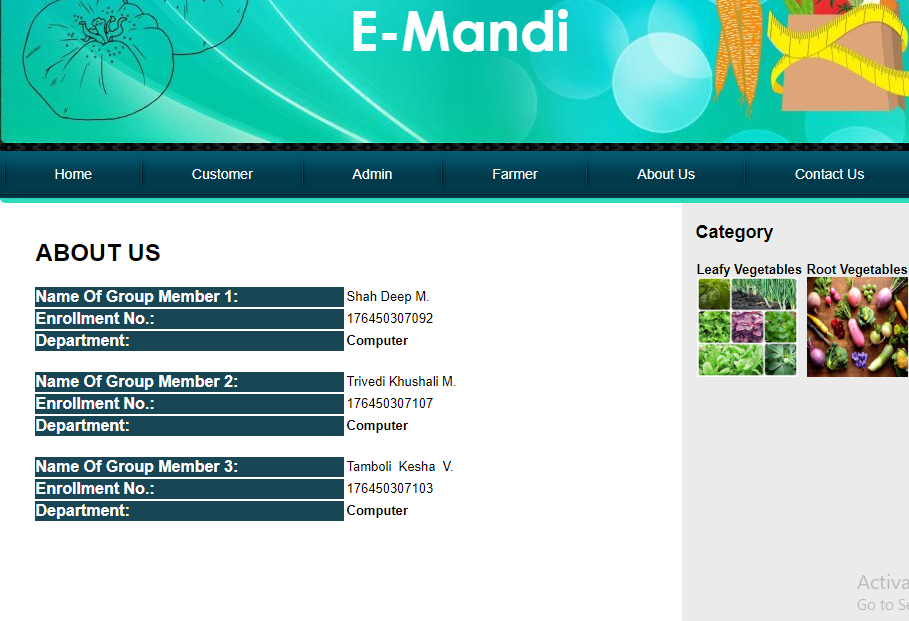 E-Mandi
Home Customer Admin Farmer About Us Contact Us
ABOUT US
Name Of Group Member 1: Shah Deep M.
Enrollment No.: 176450307092
Department: Computer
Name Of Group Member 2: Trivedi Khushali M.
Enrollment No.: 176450307107
Department: Computer
Name Of Group Member 3: Tamboli Kesha V.
Enrollment No.: 176450307103
Department: Computer
Category
Leafy Vegetables Root Vegetables
Go to